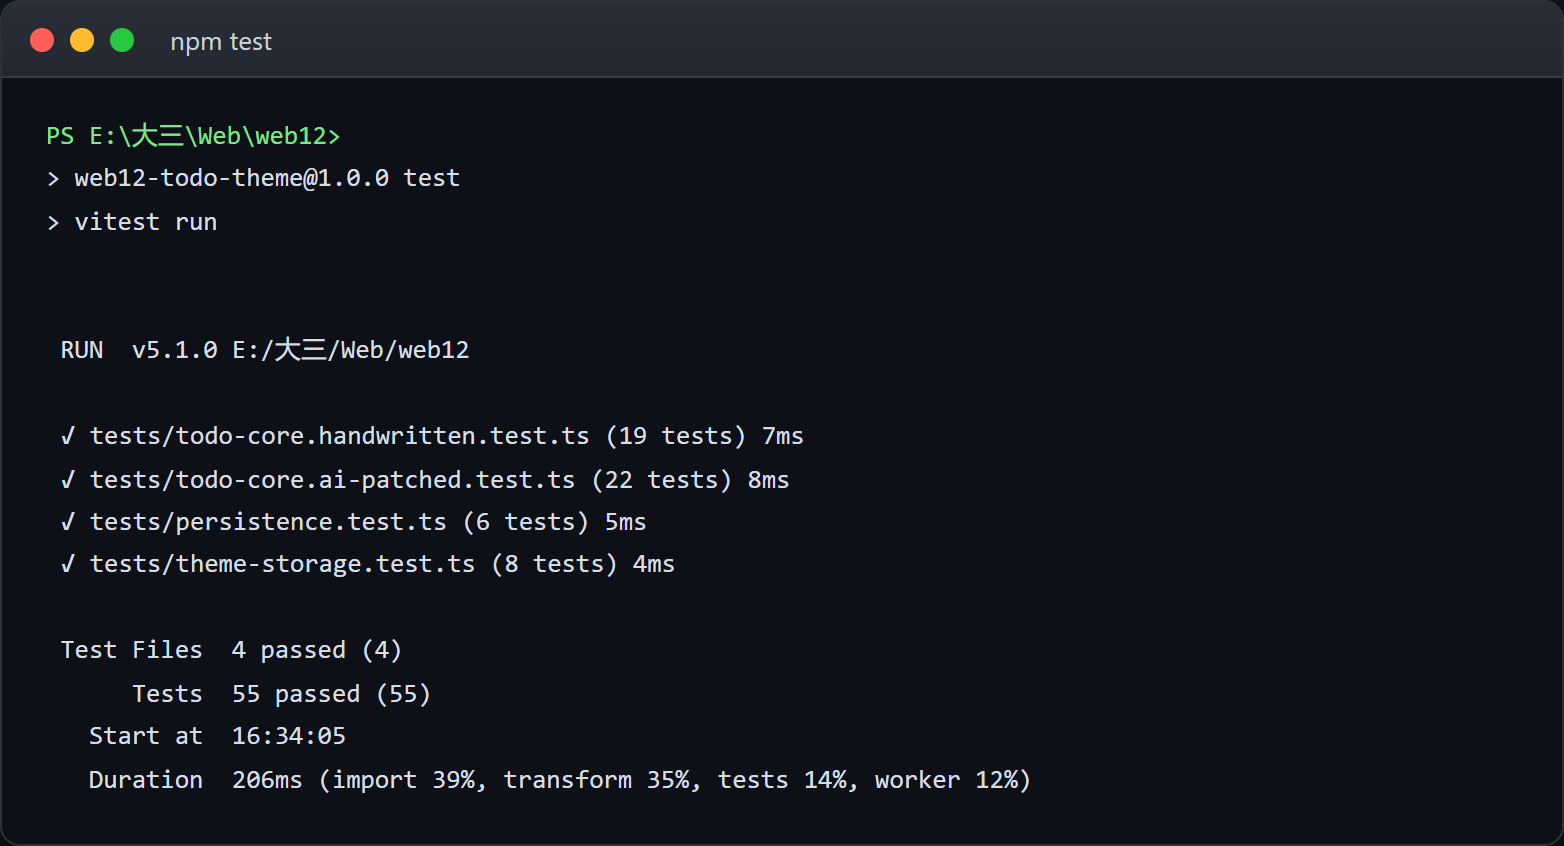 npm test
PS E:\大三\Web\web12>
> web12-todo-theme@1.0.0 test
> vitest run
RUN  v5.1.0 E:/大三/Web/web12
✓ tests/todo-core.handwritten.test.ts (19 tests) 7ms
✓ tests/todo-core.ai-patched.test.ts (22 tests) 8ms
✓ tests/persistence.test.ts (6 tests) 5ms
✓ tests/theme-storage.test.ts (8 tests) 4ms
Test Files  4 passed (4)
Tests  55 passed (55)
Start at  16:34:05
Duration  206ms (import 39%, transform 35%, tests 14%, worker 12%)